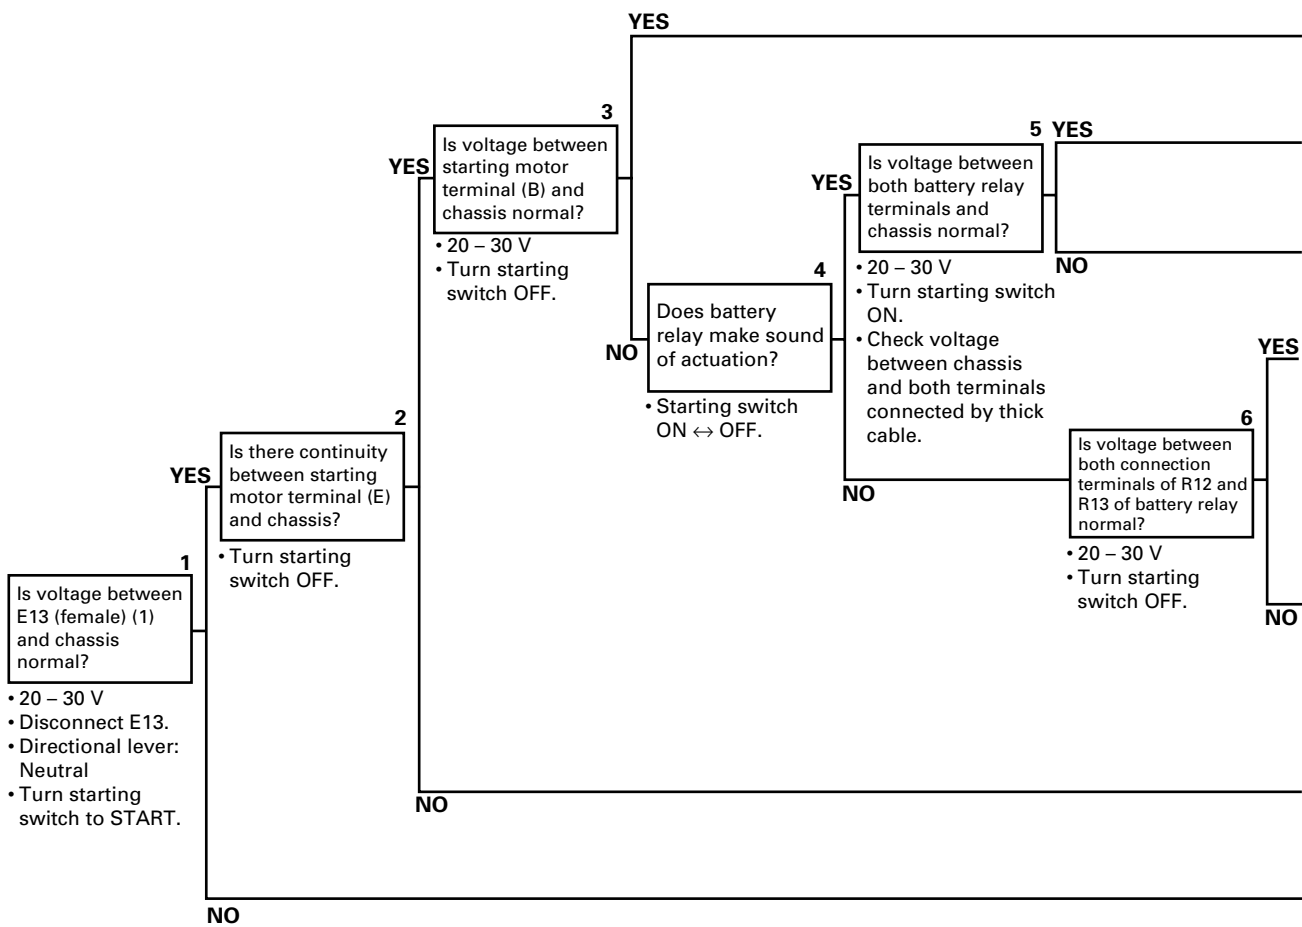 YES
3
Is voltage between
starting motor
terminal (B) and
chassis normal?
YES
• 20 – 30 V
• Turn starting
switch OFF.
5 YES
Is voltage between
both battery relay
terminals and
chassis normal?
YES
NO
• 20 – 30 V
• Turn starting switch
ON.
• Check voltage
between chassis
and both terminals
connected by thick
cable.
4
Does battery
relay make sound
of actuation?
NO
• Starting switch
ON ↔ OFF.
YES
6
Is voltage between
both connection
terminals of R12 and
R13 of battery relay
normal?
NO
• 20 – 30 V
• Turn starting
switch OFF.
NO
2
Is there continuity
between starting
motor terminal (E)
and chassis?
YES
• Turn starting
switch OFF.
1
Is voltage between
E13 (female) (1)
and chassis
normal?
• 20 – 30 V
• Disconnect E13.
• Directional lever:
Neutral
• Turn starting
switch to START.
NO
NO